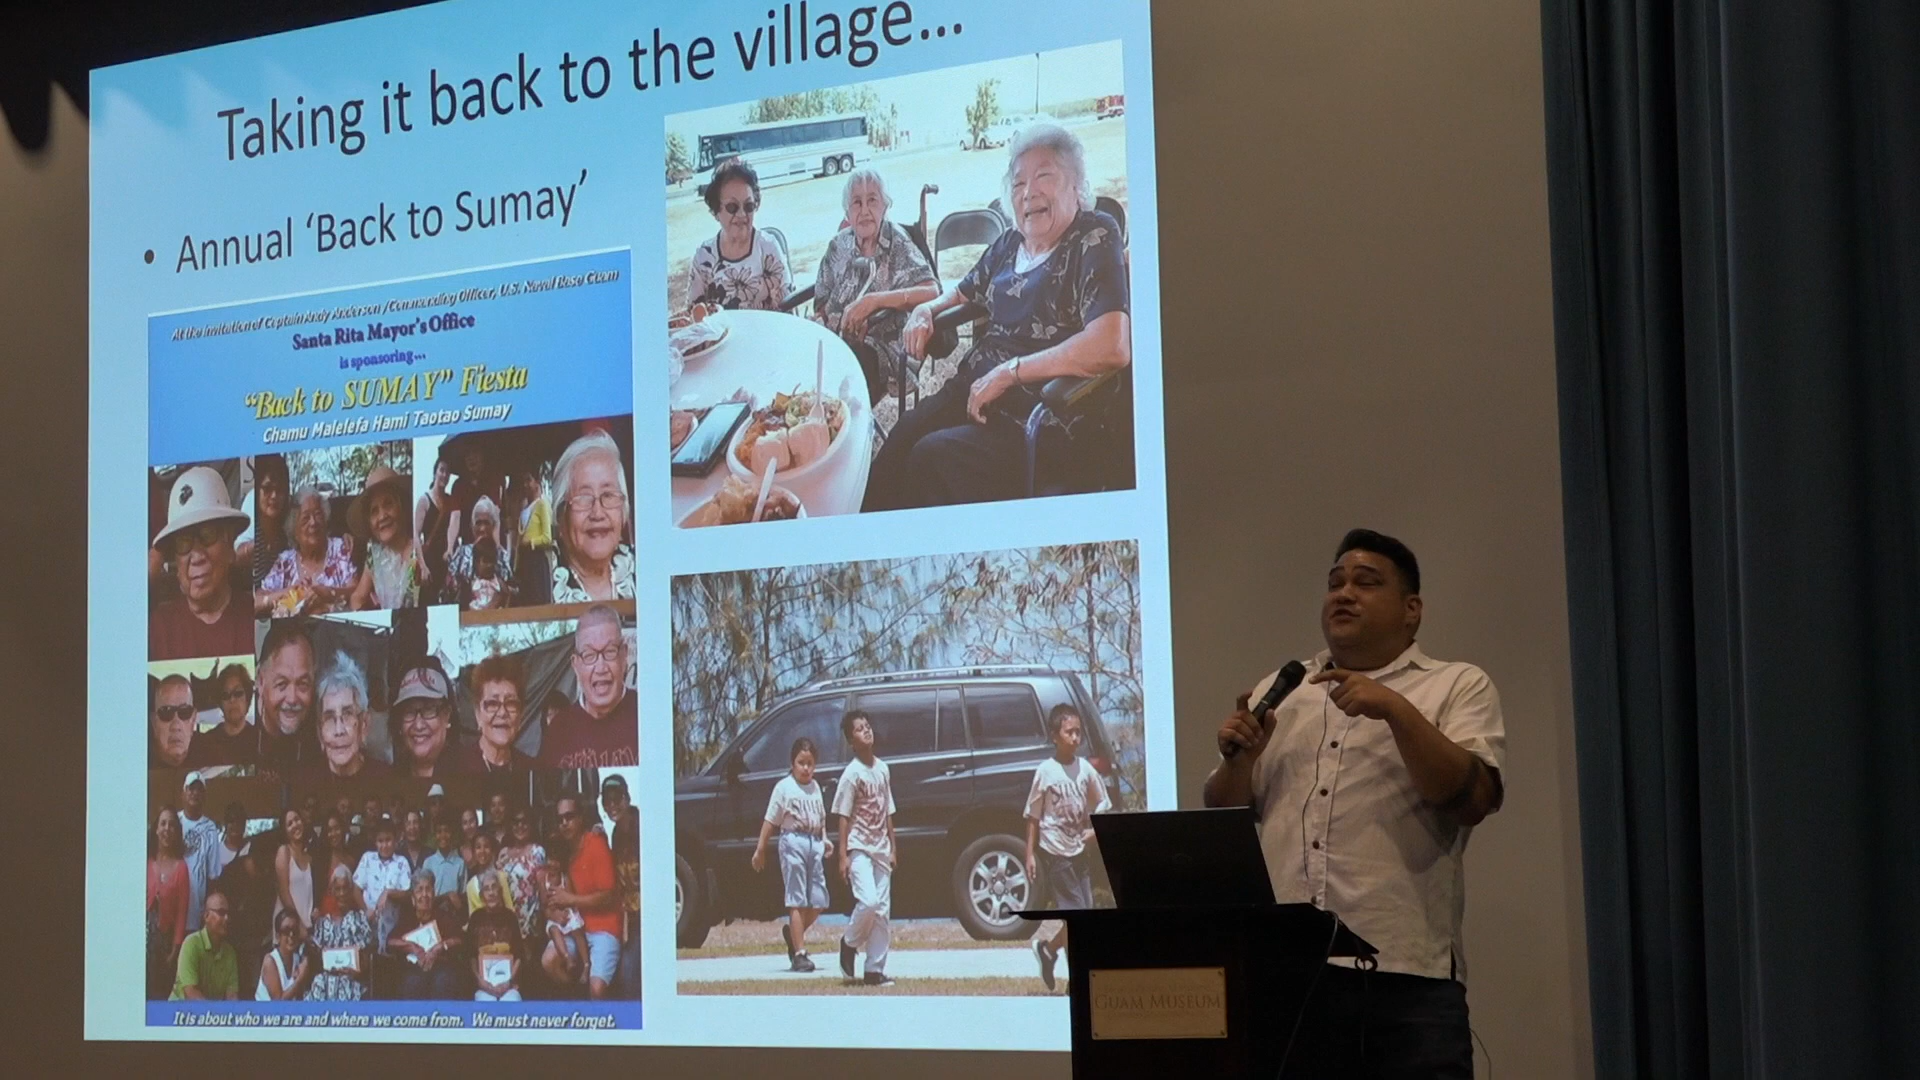 Taking it back to the village...
• Annual ‘Back to Sumay’
At the invitation of Captain Andy Anderson / Commanding Officer, U.S. Naval Base Guam
Santa Rita Mayor's Office
is sponsoring...
“Back to SUMAY” Fiesta
Chamu Malelefa Hami Taotao Sumay
It is about who we are and where we come from. We must never forget.
GUAM MUSEUM